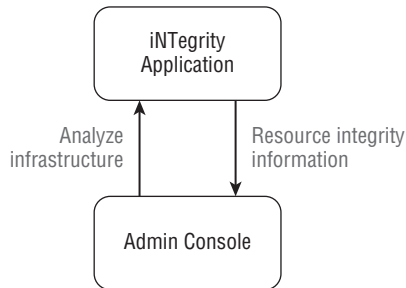 iNTegrity
Application
Analyze
infrastructure
Resource integrity
information
Admin Console